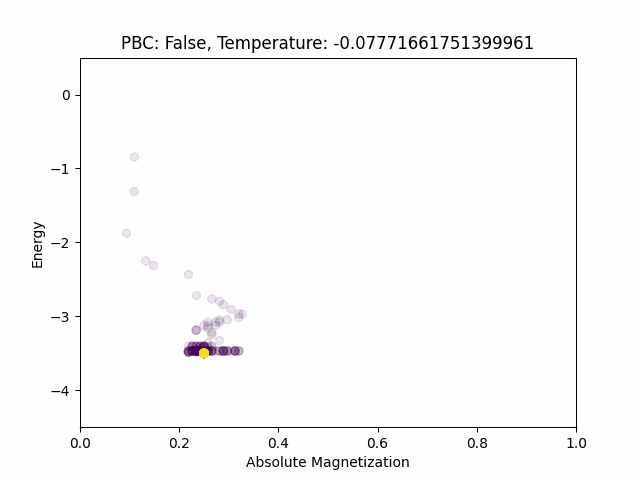 PBC: False, Temperature: -0.07771661751399961
0
−1
−2
−3
−4
Energy
0.0 0.2 0.4 0.6 0.8 1.0
Absolute Magnetization